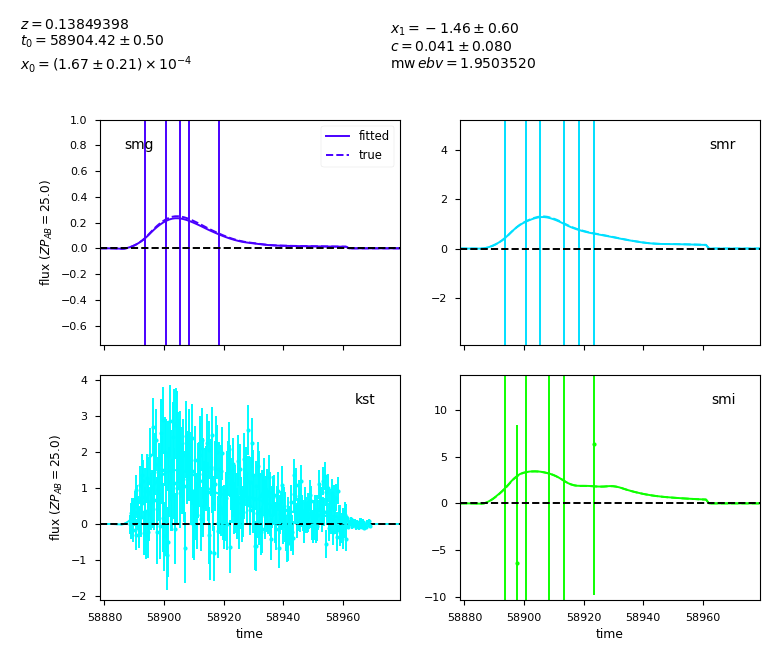 z = 0.13849398
t₀ = 58904.42 ± 0.50
x₀ = (1.67 ± 0.21) × 10⁻⁴
x₁ = −1.46 ± 0.60
c = 0.041 ± 0.080
mw ebv = 1.9503520
smg
fitted
true
1.0
0.8
0.6
0.4
0.2
0.0
−0.2
−0.4
−0.6
flux (ZP_AB = 25.0)
smr
4
2
0
−2
kst
4
3
2
1
0
−1
−2
flux (ZP_AB = 25.0)
58880 58900 58920 58940 58960
time
smi
10
5
0
−5
−10
58880 58900 58920 58940 58960
time